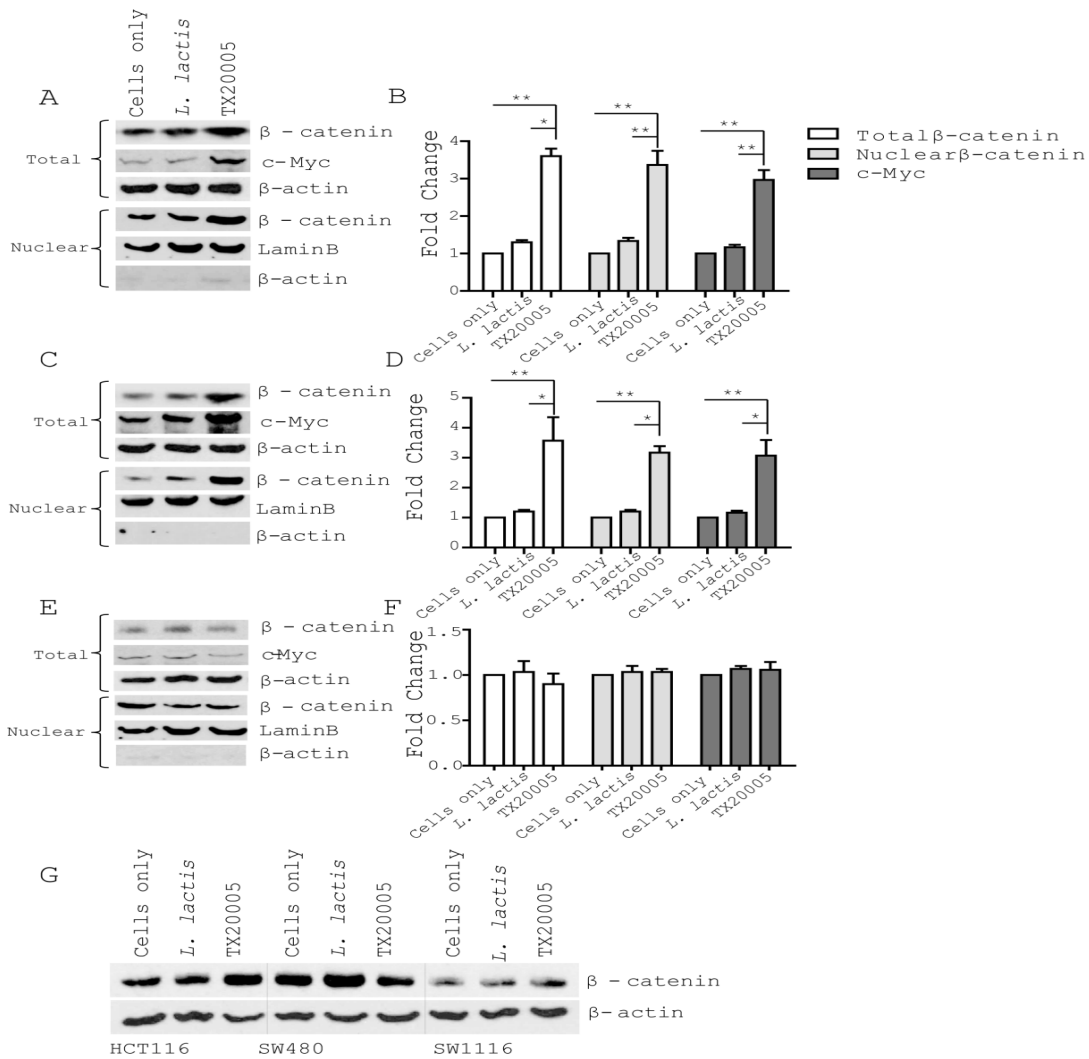 Cells only
L. lactis
TX20005
A
Total
β - catenin
c-Myc
β-actin
Nuclear
β - catenin
LaminB
β-actin
B
Fold Change
4
3
2
1
0
**
*
**
**
**
**
Cells only
L. lactis
TX20005
Cells only
L. lactis
TX20005
Cells only
L. lactis
TX20005
Totalβ-catenin
Nuclearβ-catenin
c-Myc
C
Total
β - catenin
c-Myc
β-actin
Nuclear
β - catenin
LaminB
β-actin
D
Fold Change
5
4
3
2
1
0
**
*
**
*
**
*
Cells only
L. lactis
TX20005
Cells only
L. lactis
TX20005
Cells only
L. lactis
TX20005
E
Total
β - catenin
c-Myc
β-actin
Nuclear
β - catenin
LaminB
β-actin
F
Fold Change
1.5
1.0
0.5
0.0
Cells only
L. lactis
TX20005
Cells only
L. lactis
TX20005
Cells only
L. lactis
TX20005
G
Cells only
L. lactis
TX20005
Cells only
L. lactis
TX20005
Cells only
L. lactis
TX20005
β - catenin
β- actin
HCT116 SW480 SW1116